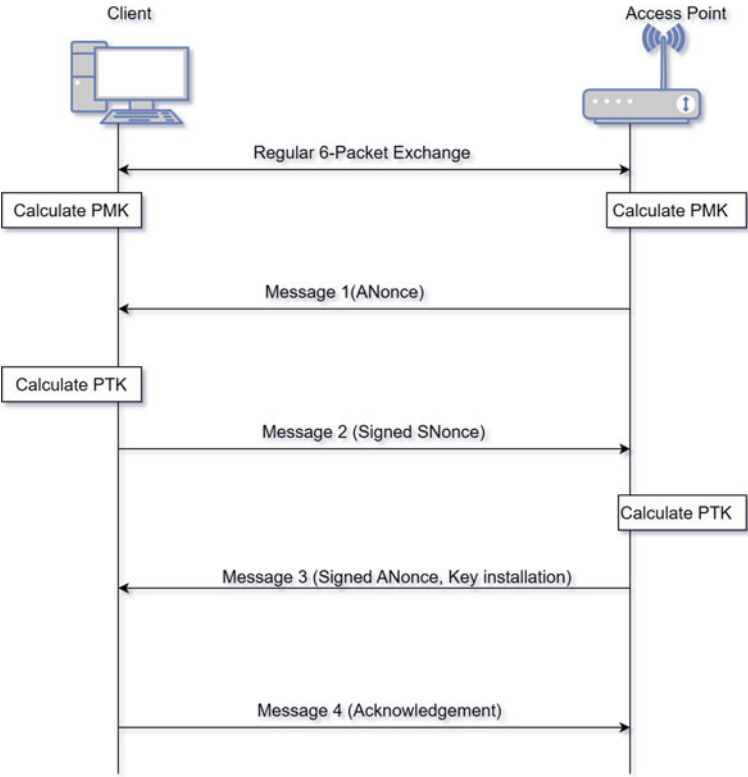 Client
Access Point
Regular 6-Packet Exchange
Calculate PMK
Calculate PMK
Message 1(ANonce)
Calculate PTK
Message 2 (Signed SNonce)
Calculate PTK
Message 3 (Signed ANonce, Key installation)
Message 4 (Acknowledgement)